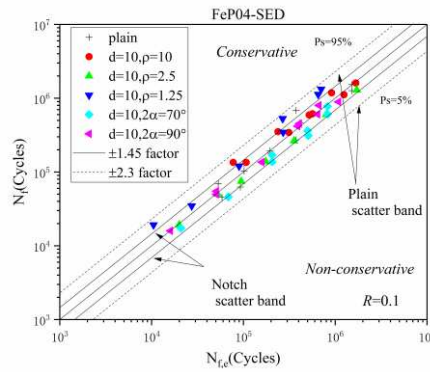 FeP04-SED
plain
d=10,ρ=10
d=10,ρ=2.5
d=10,ρ=1.25
d=10,2α=70°
d=10,2α=90°
±1.45 factor
±2.3 factor
Conservative
Ps=95%
Ps=5%
Plain
scatter band
Notch
scatter band
Non-conservative
R=0.1
10⁷
10⁶
10⁵
10⁴
10³
10³ 10⁴ 10⁵ 10⁶ 10⁷
N_f,e(Cycles)